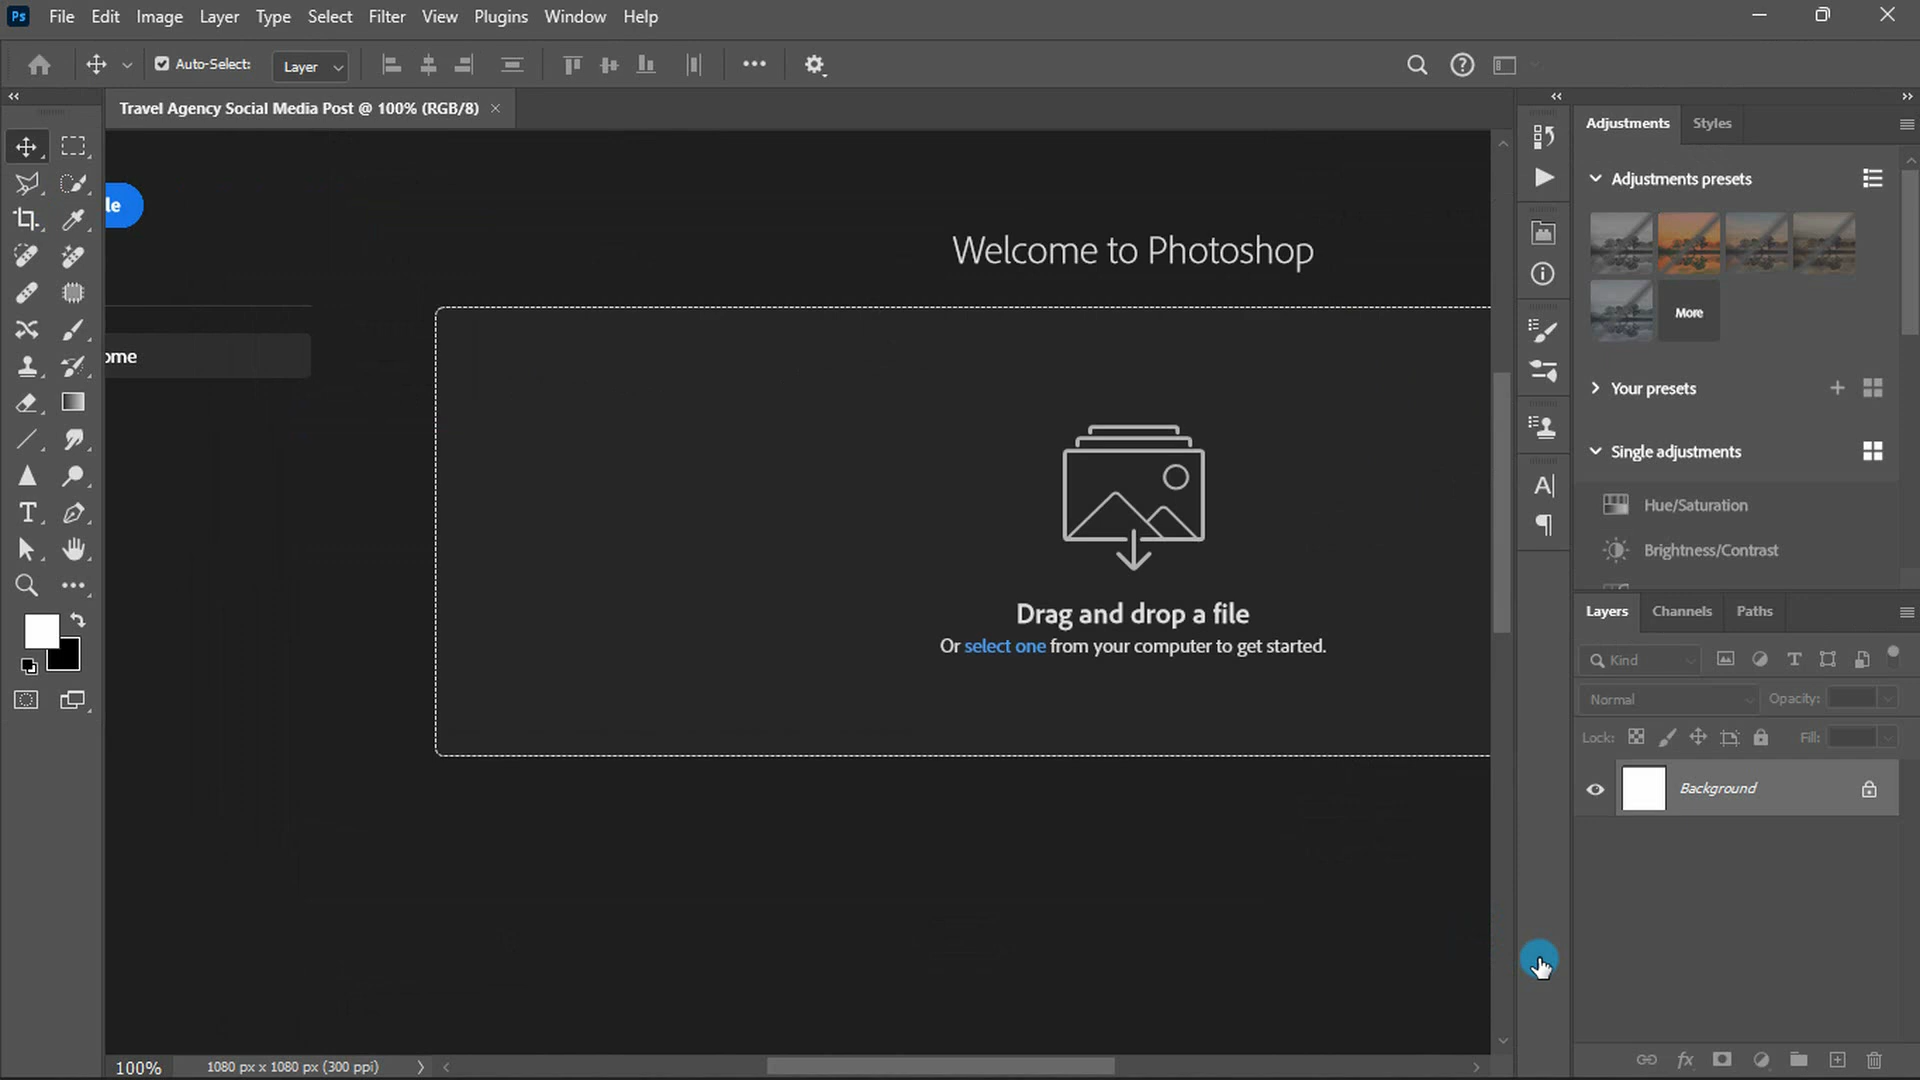 Ps File Edit Image Layer Type Select Filter View Plugins Window Help
Auto-Select: Layer
Travel Agency Social Media Post @ 100% (RGB/8)
Adjustments Styles
le
Adjustments presets
Welcome to Photoshop
More
ome
Your presets
Single adjustments
Hue/Saturation
Brightness/Contrast
Drag and drop a file
Or select one from your computer to get started.
Layers Channels Paths
Kind
Normal Opacity:
Lock: Fill:
Background
100% 1080 px x 1080 px (300 ppi)